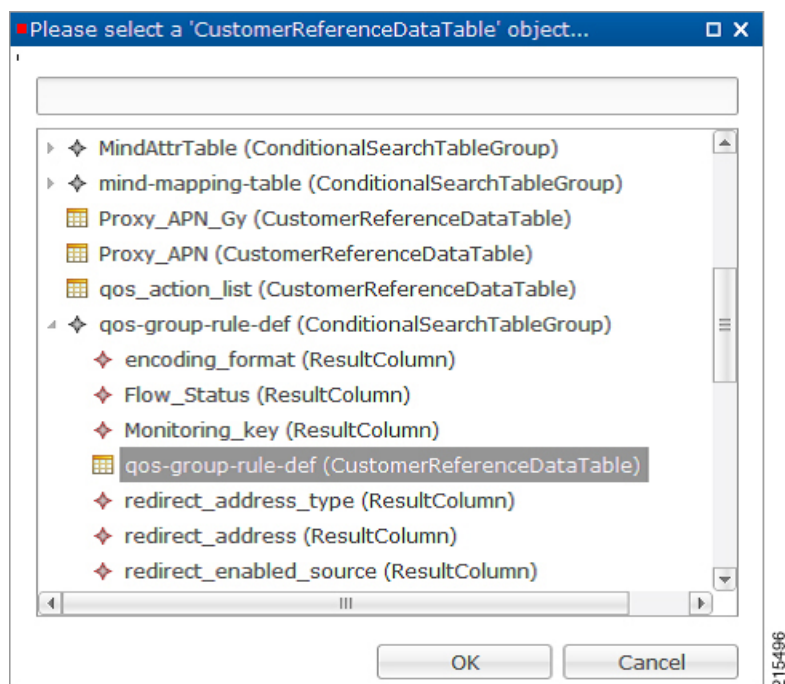 Please select a 'CustomerReferenceDataTable' object...
MindAttrTable (ConditionalSearchTableGroup)
mind-mapping-table (ConditionalSearchTableGroup)
Proxy_APN_Gy (CustomerReferenceDataTable)
Proxy_APN (CustomerReferenceDataTable)
qos_action_list (CustomerReferenceDataTable)
qos-group-rule-def (ConditionalSearchTableGroup)
encoding_format (ResultColumn)
Flow_Status (ResultColumn)
Monitoring_key (ResultColumn)
qos-group-rule-def (CustomerReferenceDataTable)
redirect_address_type (ResultColumn)
redirect_address (ResultColumn)
redirect_enabled_source (ResultColumn)
OK Cancel
215496